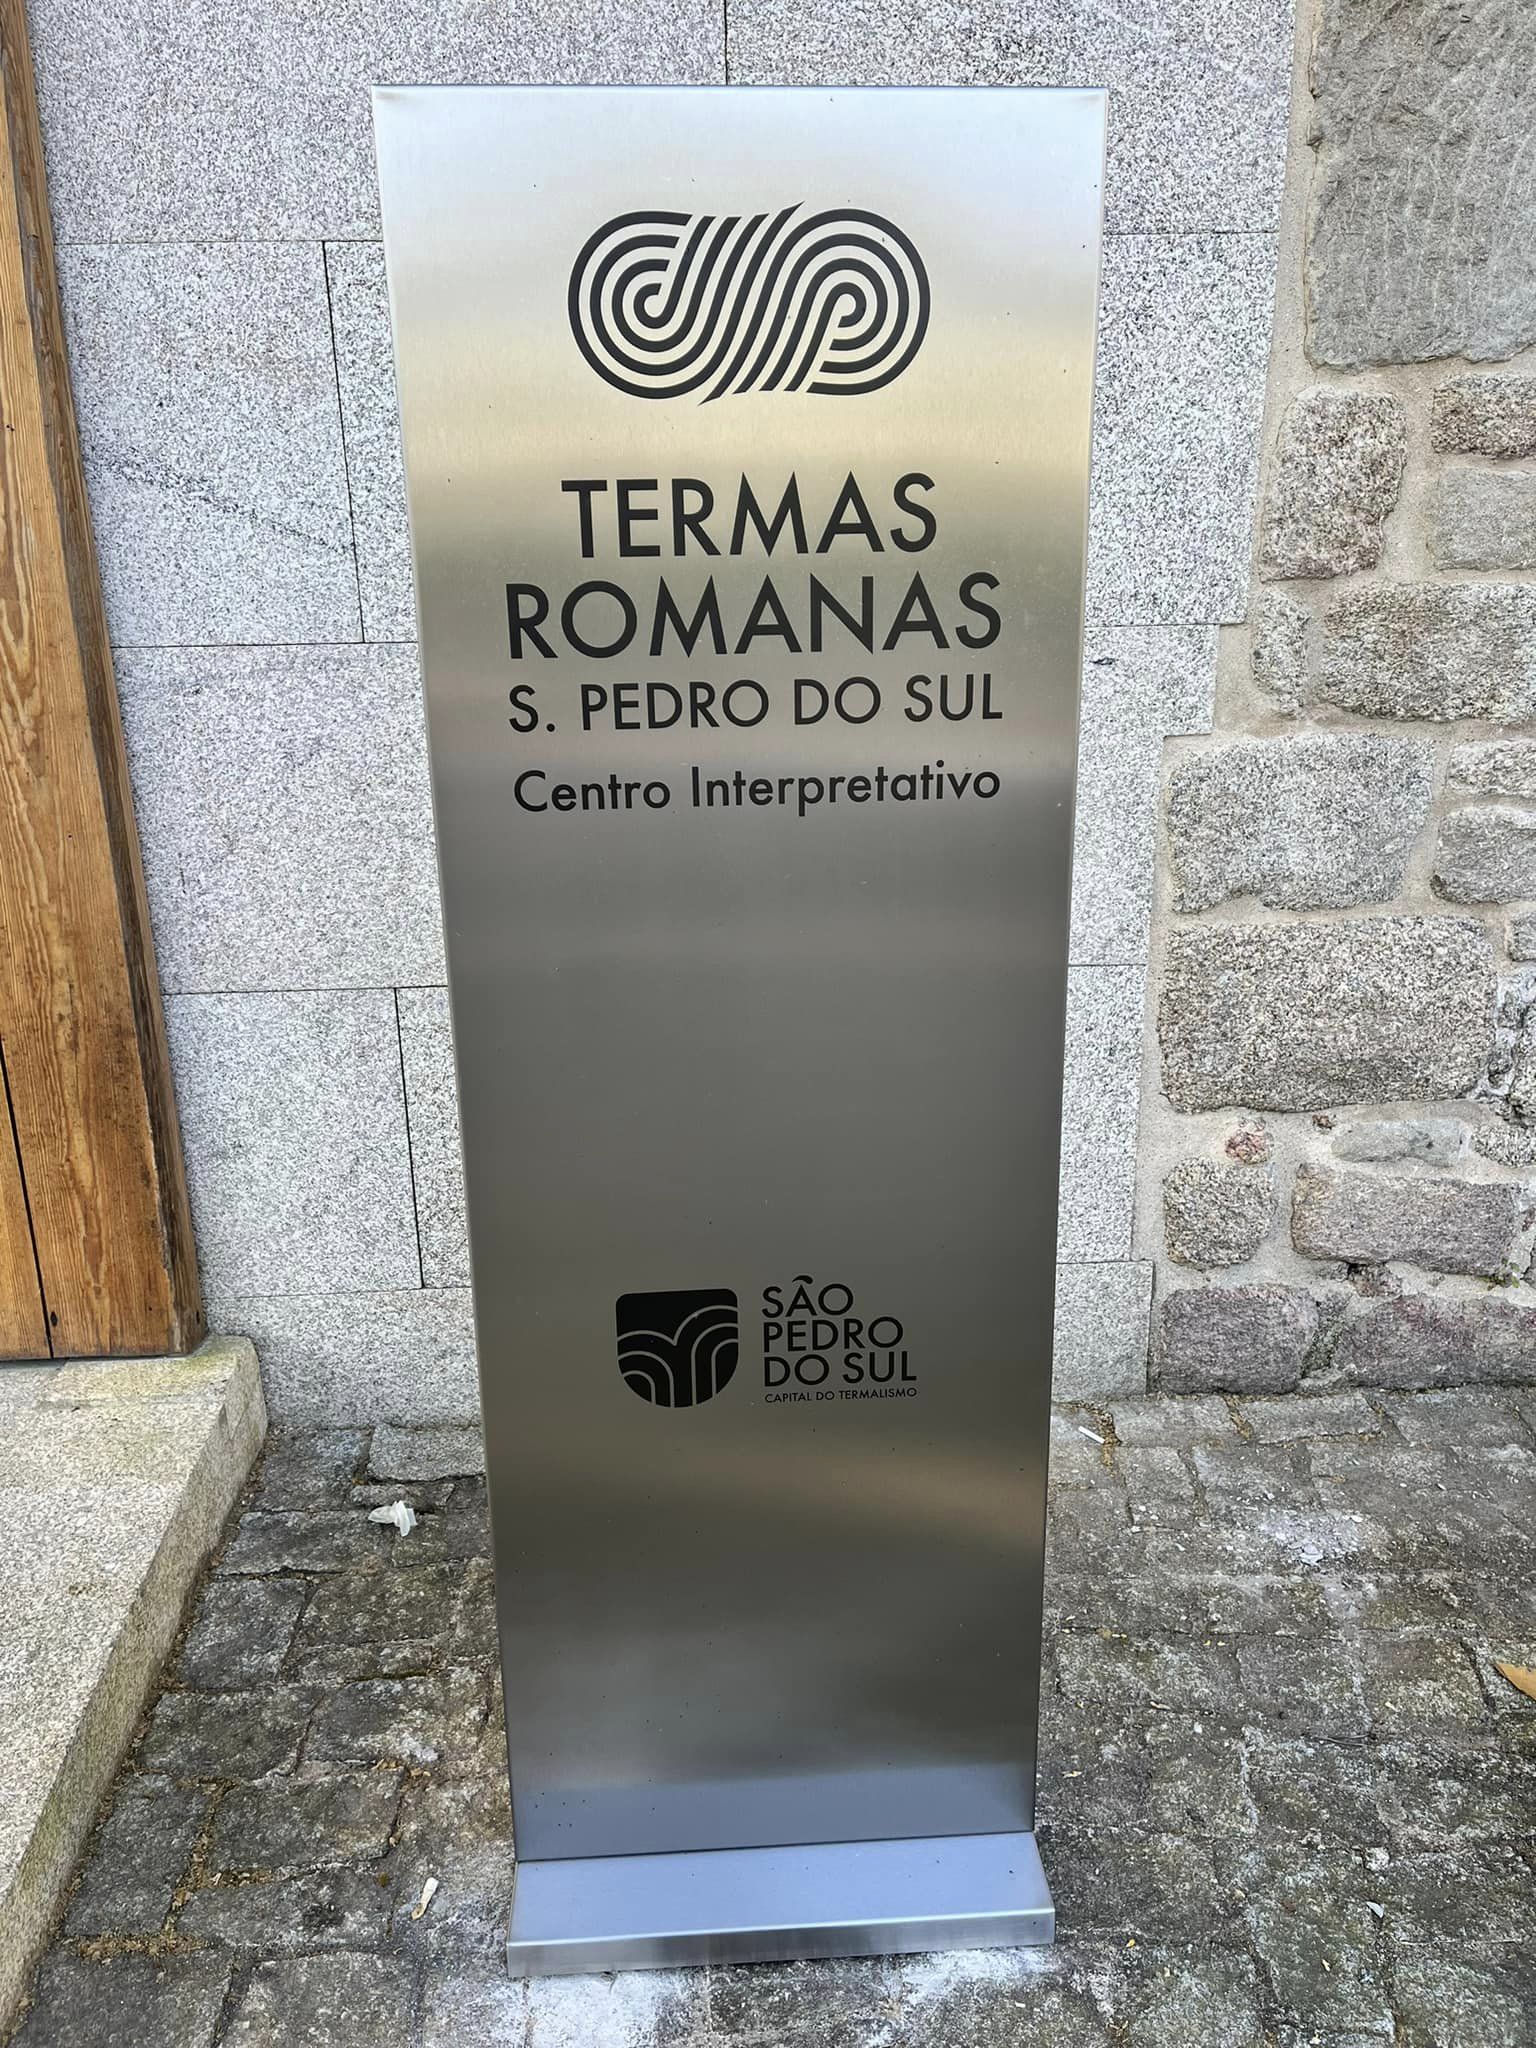 TERMAS
ROMANAS
S. PEDRO DO SUL
Centro Interpretativo
SÃO
PEDRO
DO SUL
CAPITAL DO TERMALISMO